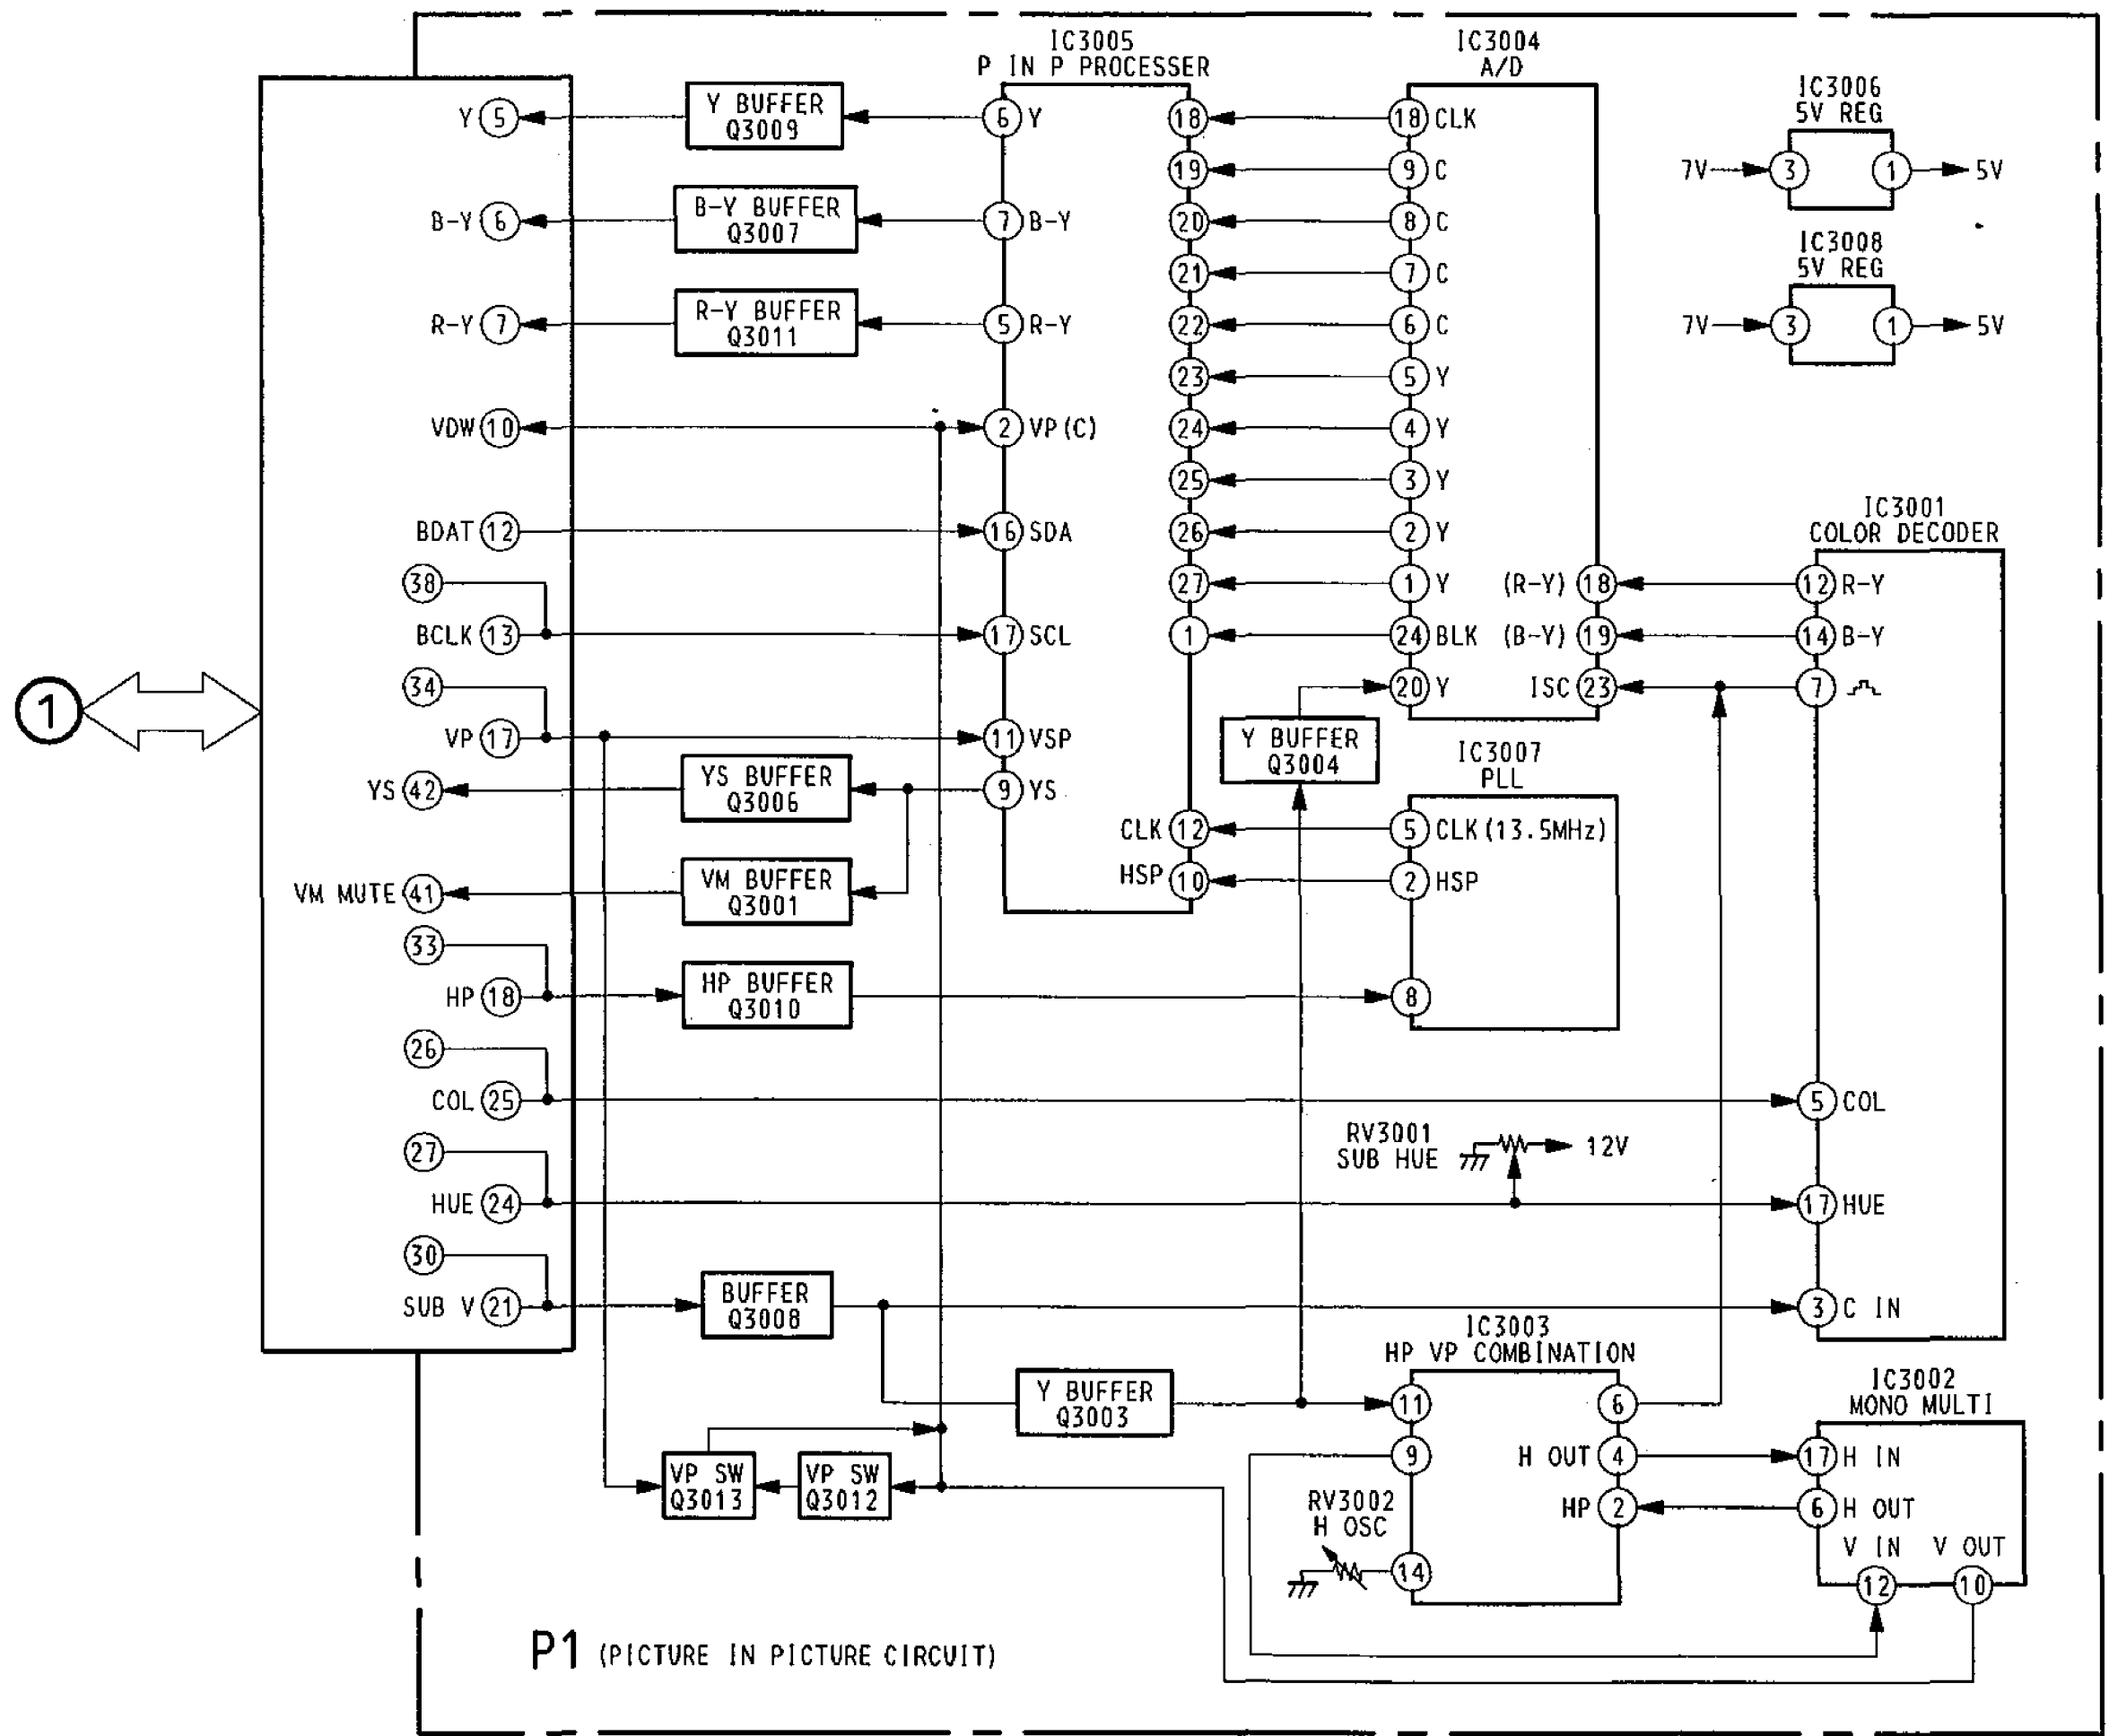 IC3005
P IN P PROCESSER
IC3004
A/D
IC3006
5V REG
7V 3 1 5V
IC3008
5V REG
7V 3 1 5V
Y 5
Y BUFFER
Q3009
6 Y
18
18 CLK
19
9 C
B-Y 6
B-Y BUFFER
Q3007
7 B-Y
20
8 C
21
7 C
R-Y 7
R-Y BUFFER
Q3011
5 R-Y
22
6 C
23
5 Y
VDW 10
2 VP(C)
24
4 Y
25
3 Y
BDAT 12
16 SDA
26
2 Y
38
27
1 Y
BCLK 13
17 SCL
1
24 BLK
34
20 Y
VP 17
11 VSP
YS 42
YS BUFFER
Q3006
9 YS
VM MUTE 41
VM BUFFER
Q3001
CLK 12
HSP 10
Y BUFFER
Q3004
IC3007
PLL
5 CLK(13.5MHz)
2 HSP
8
IC3001
COLOR DECODER
(R-Y) 18
12 R-Y
(B-Y) 19
14 B-Y
ISC 23
7
33
HP 18
HP BUFFER
Q3010
26
COL 25
5 COL
27
HUE 24
RV3001
SUB HUE
12V
17 HUE
30
SUB V 21
BUFFER
Q3008
3 C IN
Y BUFFER
Q3003
VP SW
Q3013
VP SW
Q3012
IC3003
HP VP COMBINATION
11
6
9
H OUT 4
HP 2
14
RV3002
H OSC
IC3002
MONO MULTI
17 H IN
6 H OUT
V IN V OUT
12 10
1
P1 (PICTURE IN PICTURE CIRCUIT)